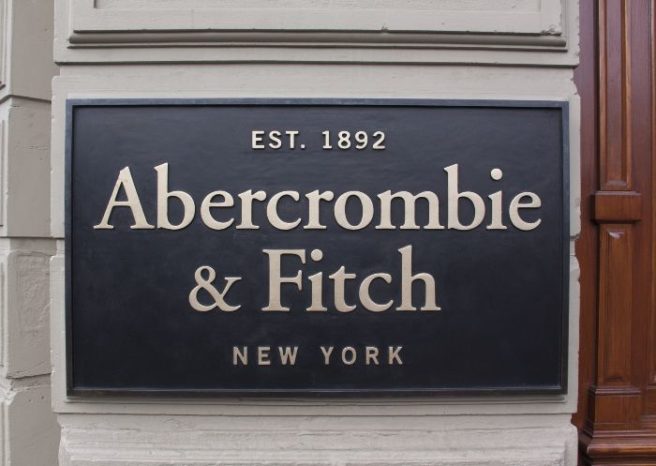 EST. 1892
Abercrombie
& Fitch
NEW YORK